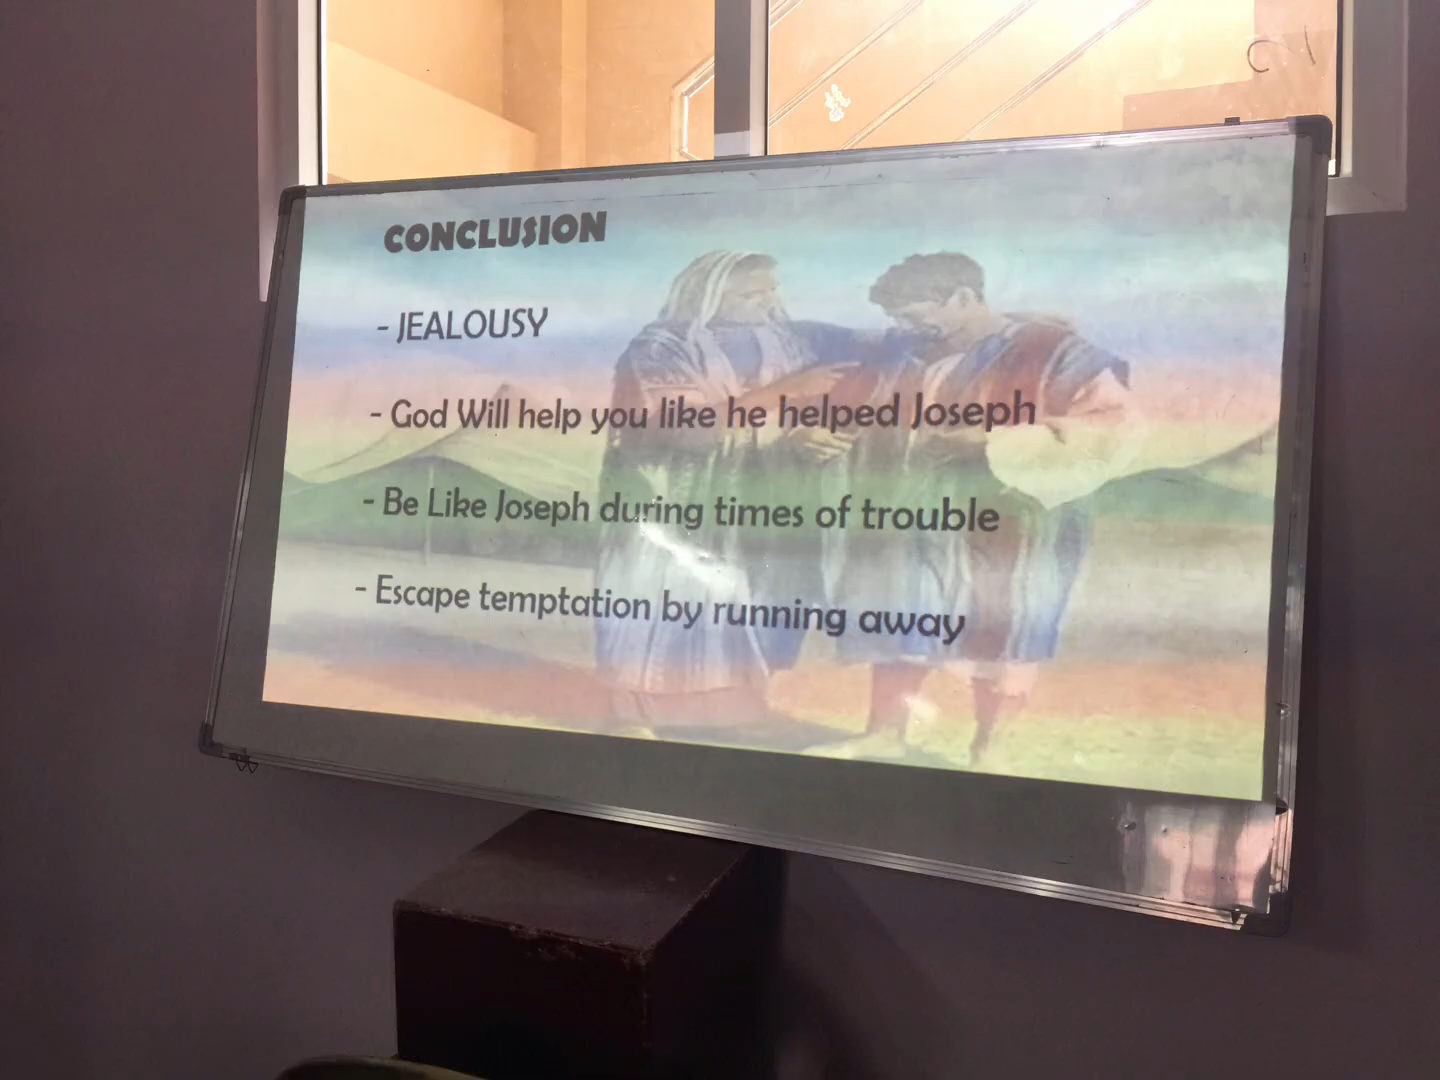 CONCLUSION
- JEALOUSY
- God Will help you like he helped Joseph
- Be Like Joseph during times of trouble
- Escape temptation by running away